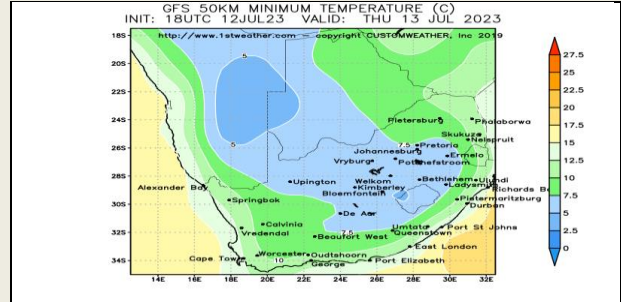 GFS 50KM MINIMUM TEMPERATURE (C)
INIT: 18UTC 12JUL23 VALID: THU 13 JUL 2023
http://www.1stweather.com — copyright CUSTOMWEATHER, Inc 2019
18S
20S
22S
24S
26S
28S
30S
32S
34S
5
5
Pietersburg
Phalaborwa
Skukuza
Nelspruit
7.5
Pretoria
Johannesburg
Ermelo
Vryburg
Potchefstroom
Upington
Welkom
Bethlehem
Ulundi
Kimberley
Ladysmith
Richards B
Alexander Bay
Bloemfontein
Pietermaritzburg
Springbok
Durban
De Aar
Calvinia
Umtata
Port St Johns
Vredendal
7.5
Queenstown
Beaufort West
East London
Worcester
Oudtshoorn
Cape Town
10
George
Port Elizabeth
14E
16E
18E
20E
22E
24E
26E
28E
30E
32E
27.5
25
22.5
20
17.5
15
12.5
10
7.5
5
2.5
0